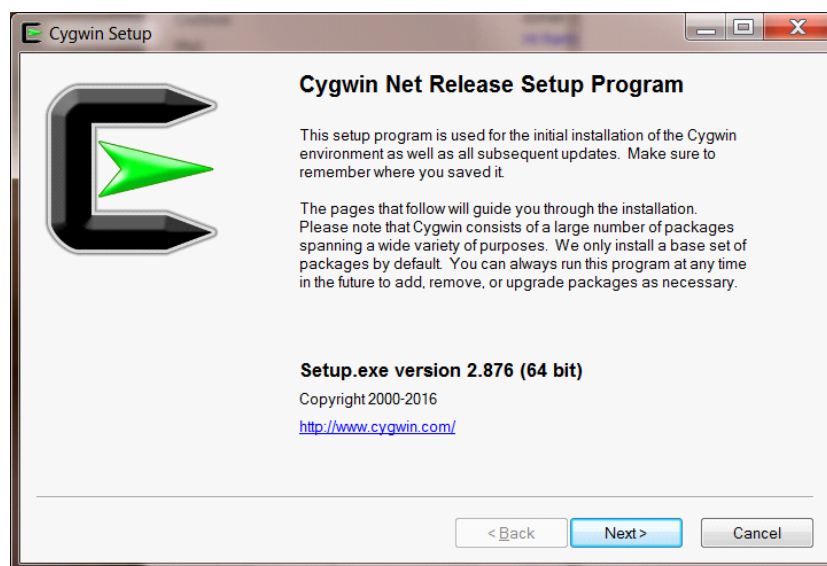 Cygwin Setup
Cygwin Net Release Setup Program
This setup program is used for the initial installation of the Cygwin
environment as well as all subsequent updates.  Make sure to
remember where you saved it.
The pages that follow will guide you through the installation.
Please note that Cygwin consists of a large number of packages
spanning a wide variety of purposes.  We only install a base set of
packages by default.  You can always run this program at any time
in the future to add, remove, or upgrade packages as necessary.
Setup.exe version 2.876 (64 bit)
Copyright 2000-2016
http://www.cygwin.com/
< Back
Next >
Cancel